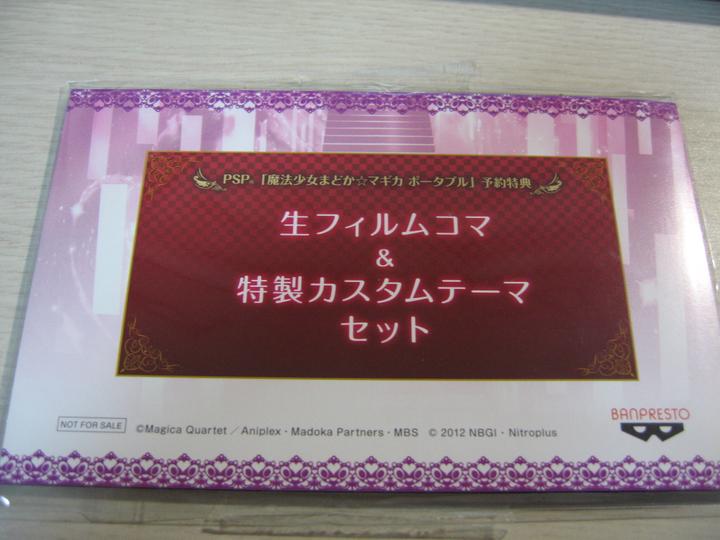 PSP®「魔法少女まどか☆マギカ ポータブル」予約特典
生フィルムコマ
&
特製カスタムテーマ
セット
NOT FOR SALE
©Magica Quartet／Aniplex・Madoka Partners・MBS © 2012 NBGI・Nitroplus
BANPRESTO